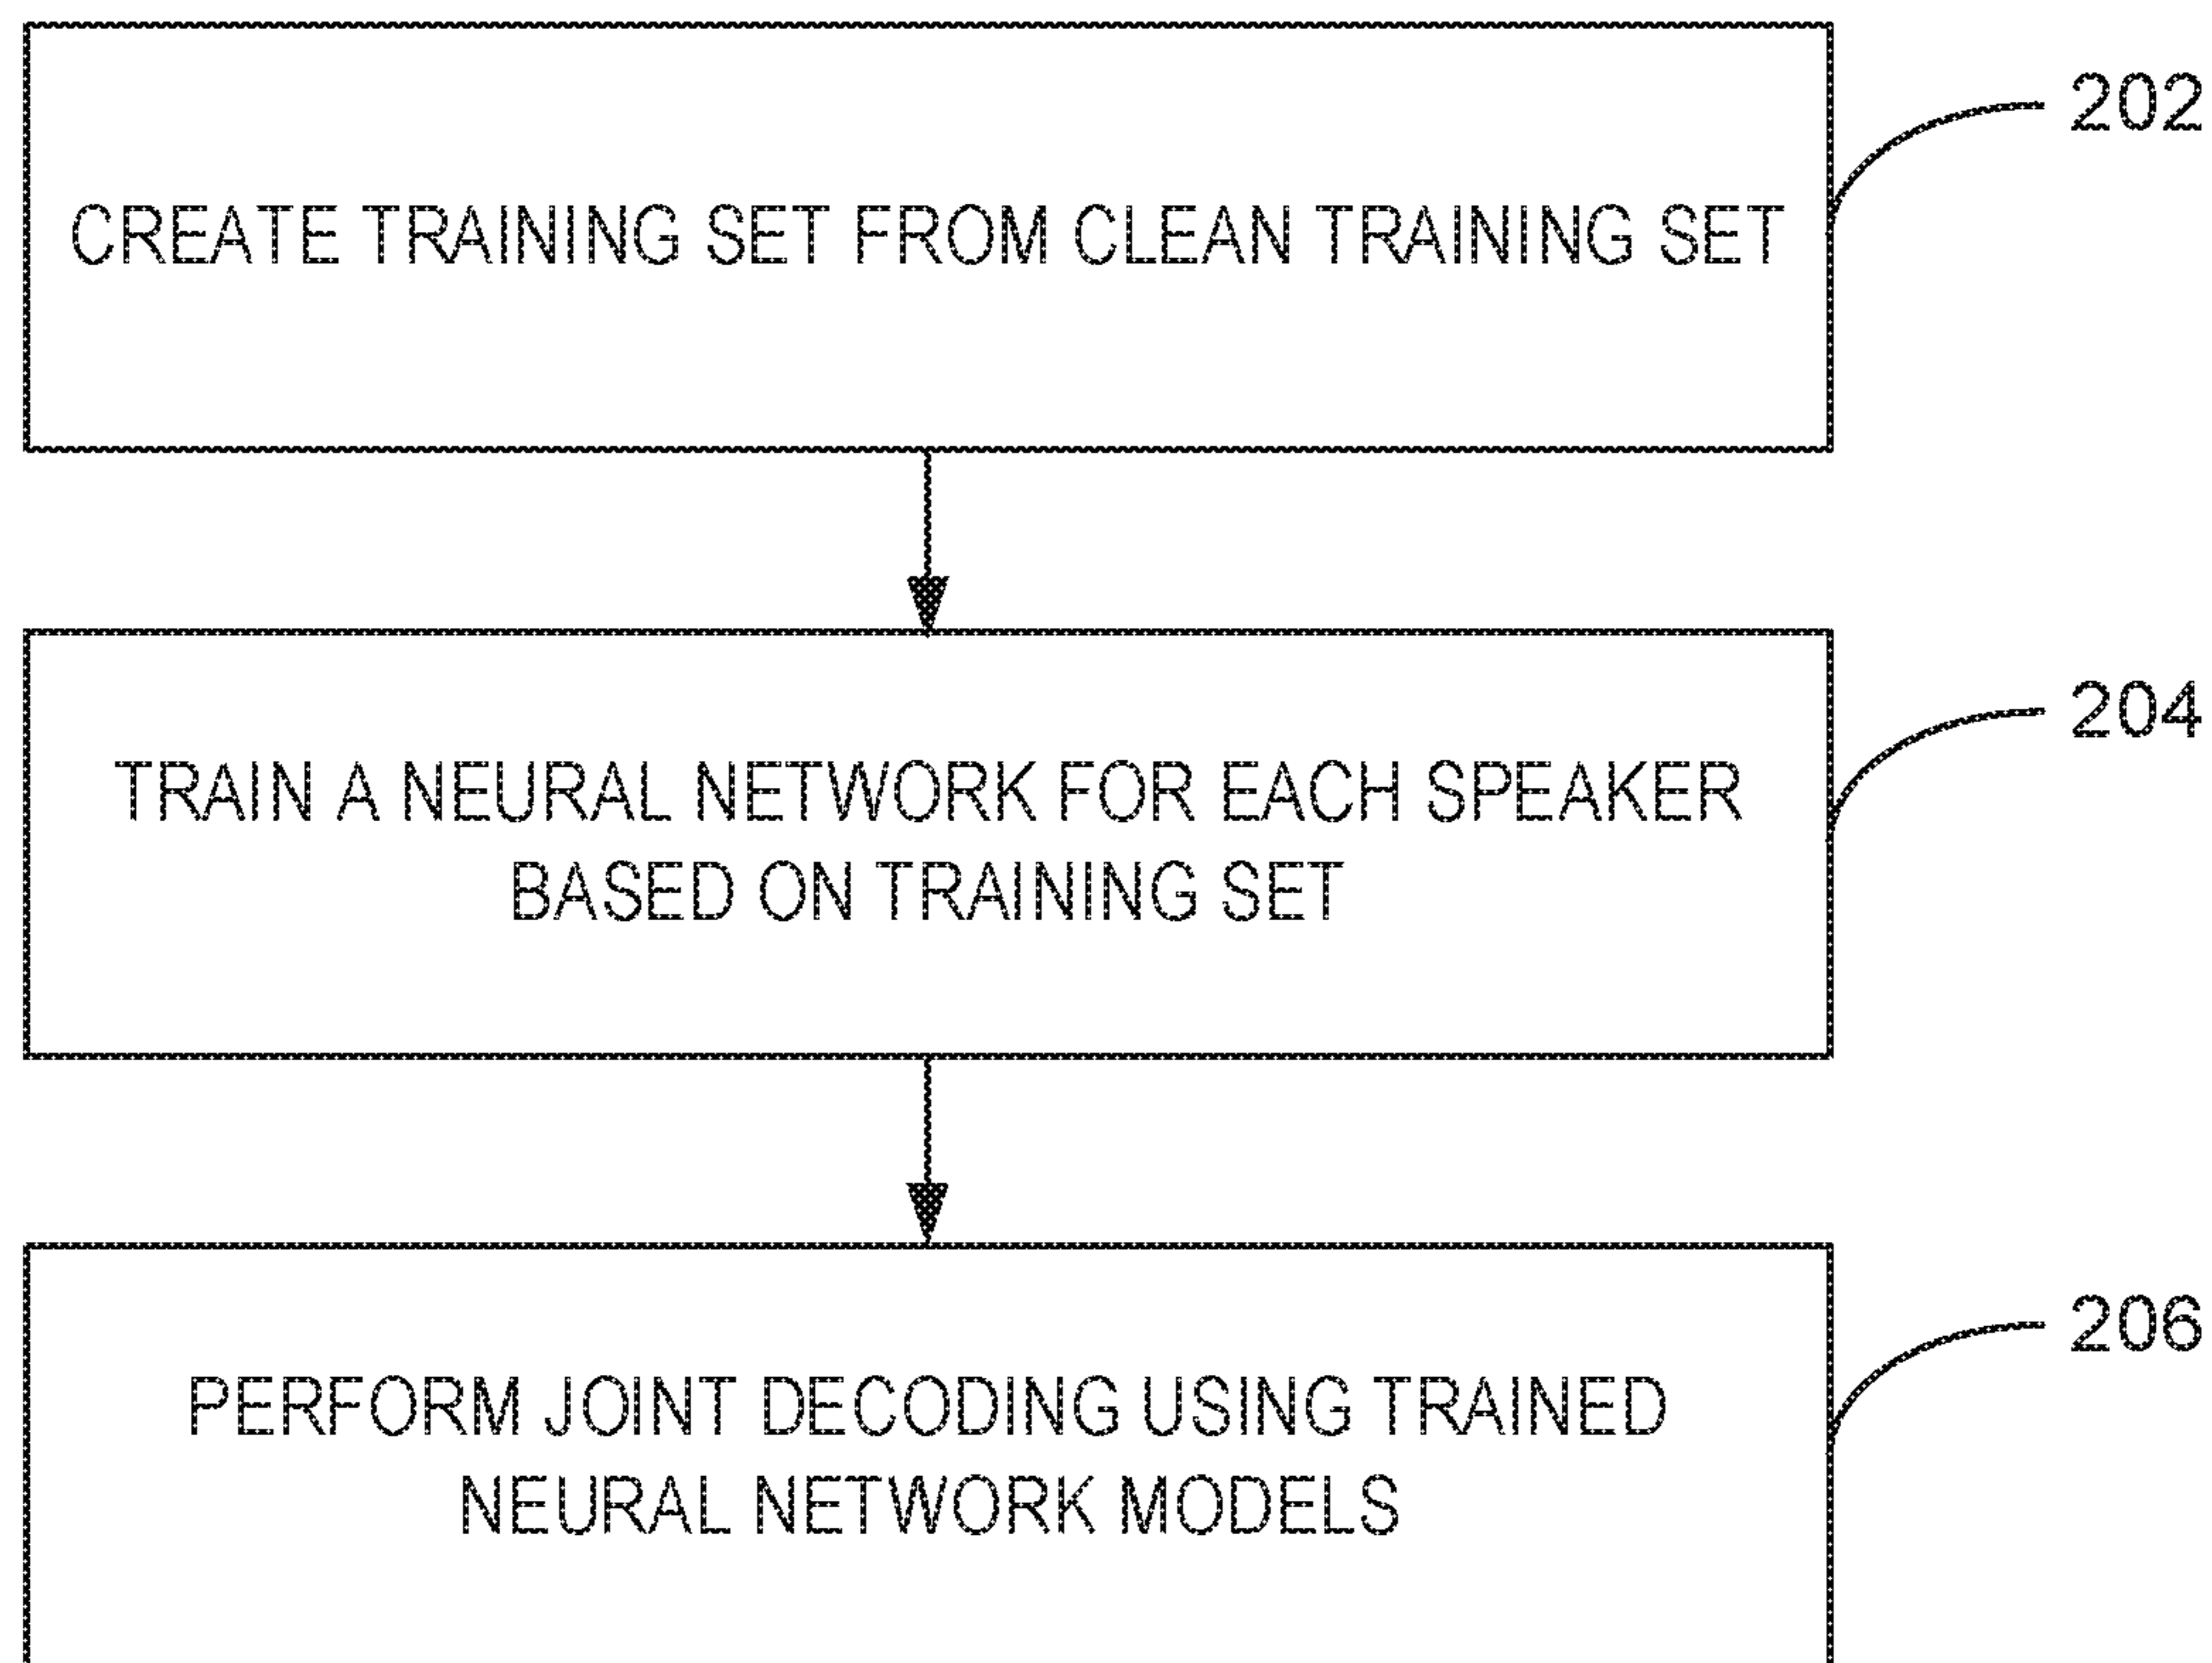 CREATE TRAINING SET FROM CLEAN TRAINING SET
202
TRAIN A NEURAL NETWORK FOR EACH SPEAKER
BASED ON TRAINING SET
204
PERFORM JOINT DECODING USING TRAINED
NEURAL NETWORK MODELS
206